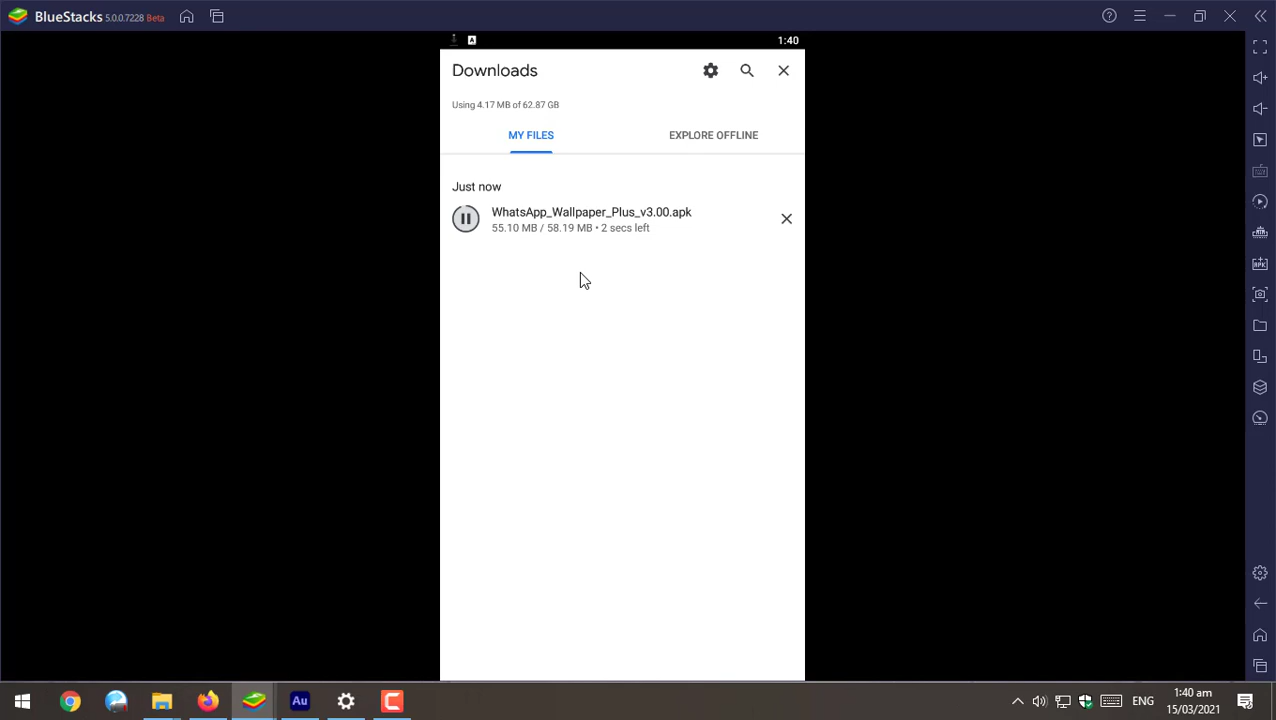 BlueStacks 5.0.0.7228 Beta
1:40
Downloads
Using 4.17 MB of 62.87 GB
MY FILES
EXPLORE OFFLINE
Just now
WhatsApp_Wallpaper_Plus_v3.00.apk
55.10 MB / 58.19 MB • 2 secs left
Au
ENG
1:40 am
15/03/2021